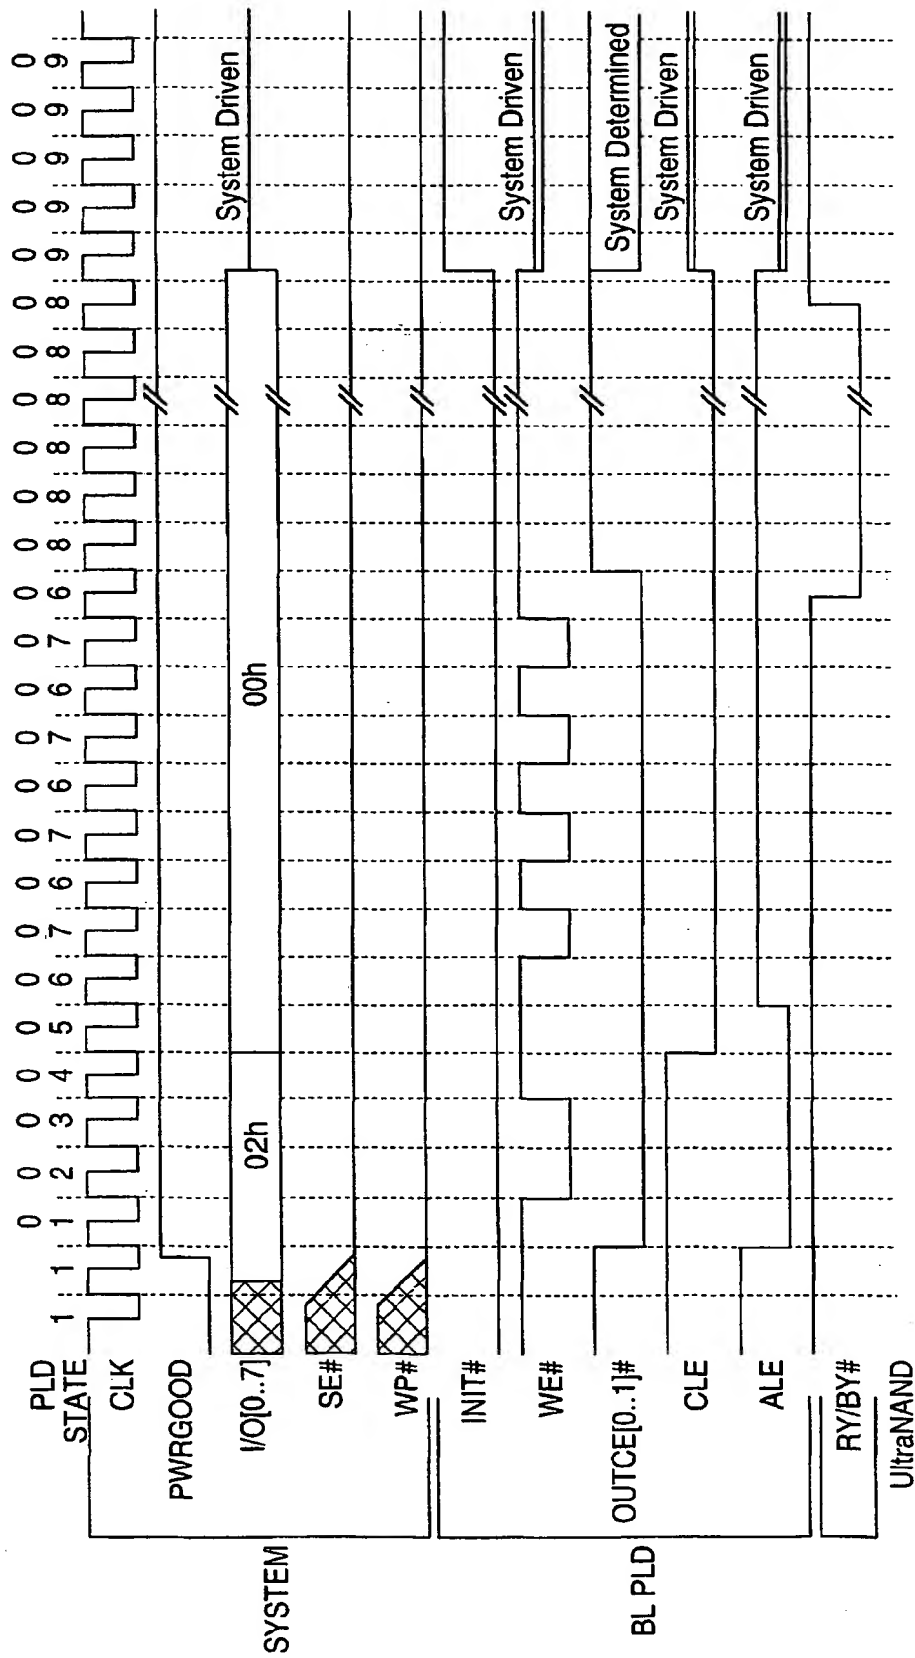 PLD 0 0 0 0 0 0 0 0 0 0 0 0 0 0 0 0 0 0 0 0 0 0 0 0 0
STATE 1 1 1 2 3 4 5 6 7 6 7 6 7 6 7 6 8 8 8 8 8 8 9 9 9 9 9
CLK
PWRGOOD
SYSTEM
I/O[0..7] 02h 00h System Driven
SE#
WP#
INIT#
WE# System Driven
BL PLD
OUTCE[0..1]# System Determined
CLE System Driven
ALE System Driven
RY/BY#
UltraNAND